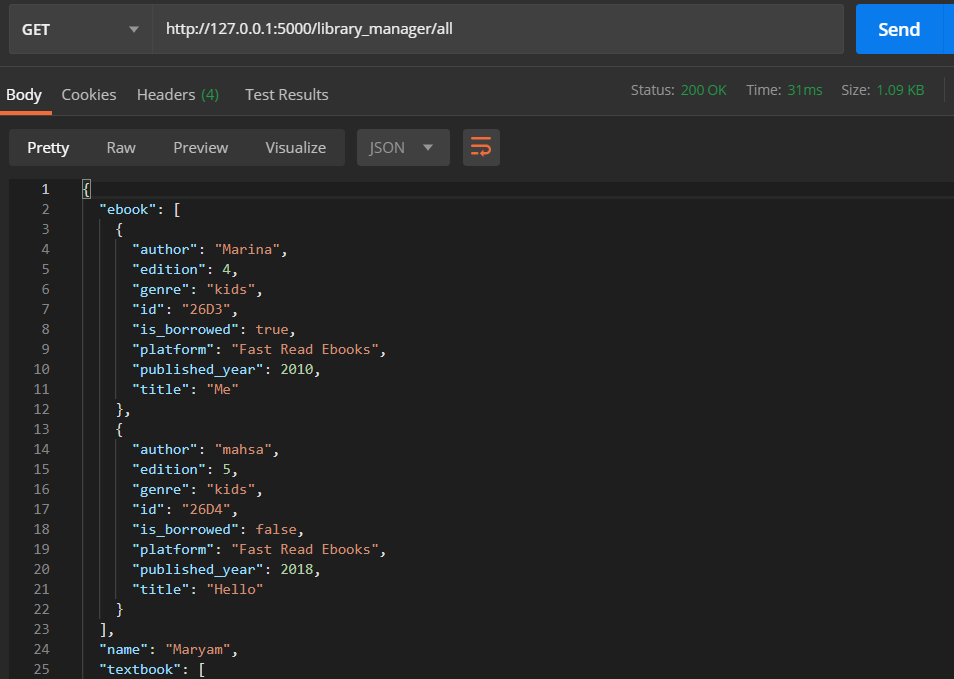 GET http://127.0.0.1:5000/library_manager/all Send
Body Cookies Headers (4) Test Results Status: 200 OK Time: 31ms Size: 1.09 KB
Pretty Raw Preview Visualize JSON
1 {
2 "ebook": [
3 {
4 "author": "Marina",
5 "edition": 4,
6 "genre": "kids",
7 "id": "26D3",
8 "is_borrowed": true,
9 "platform": "Fast Read Ebooks",
10 "published_year": 2010,
11 "title": "Me"
12 },
13 {
14 "author": "mahsa",
15 "edition": 5,
16 "genre": "kids",
17 "id": "26D4",
18 "is_borrowed": false,
19 "platform": "Fast Read Ebooks",
20 "published_year": 2018,
21 "title": "Hello"
22 }
23 ],
24 "name": "Maryam",
25 "textbook": [